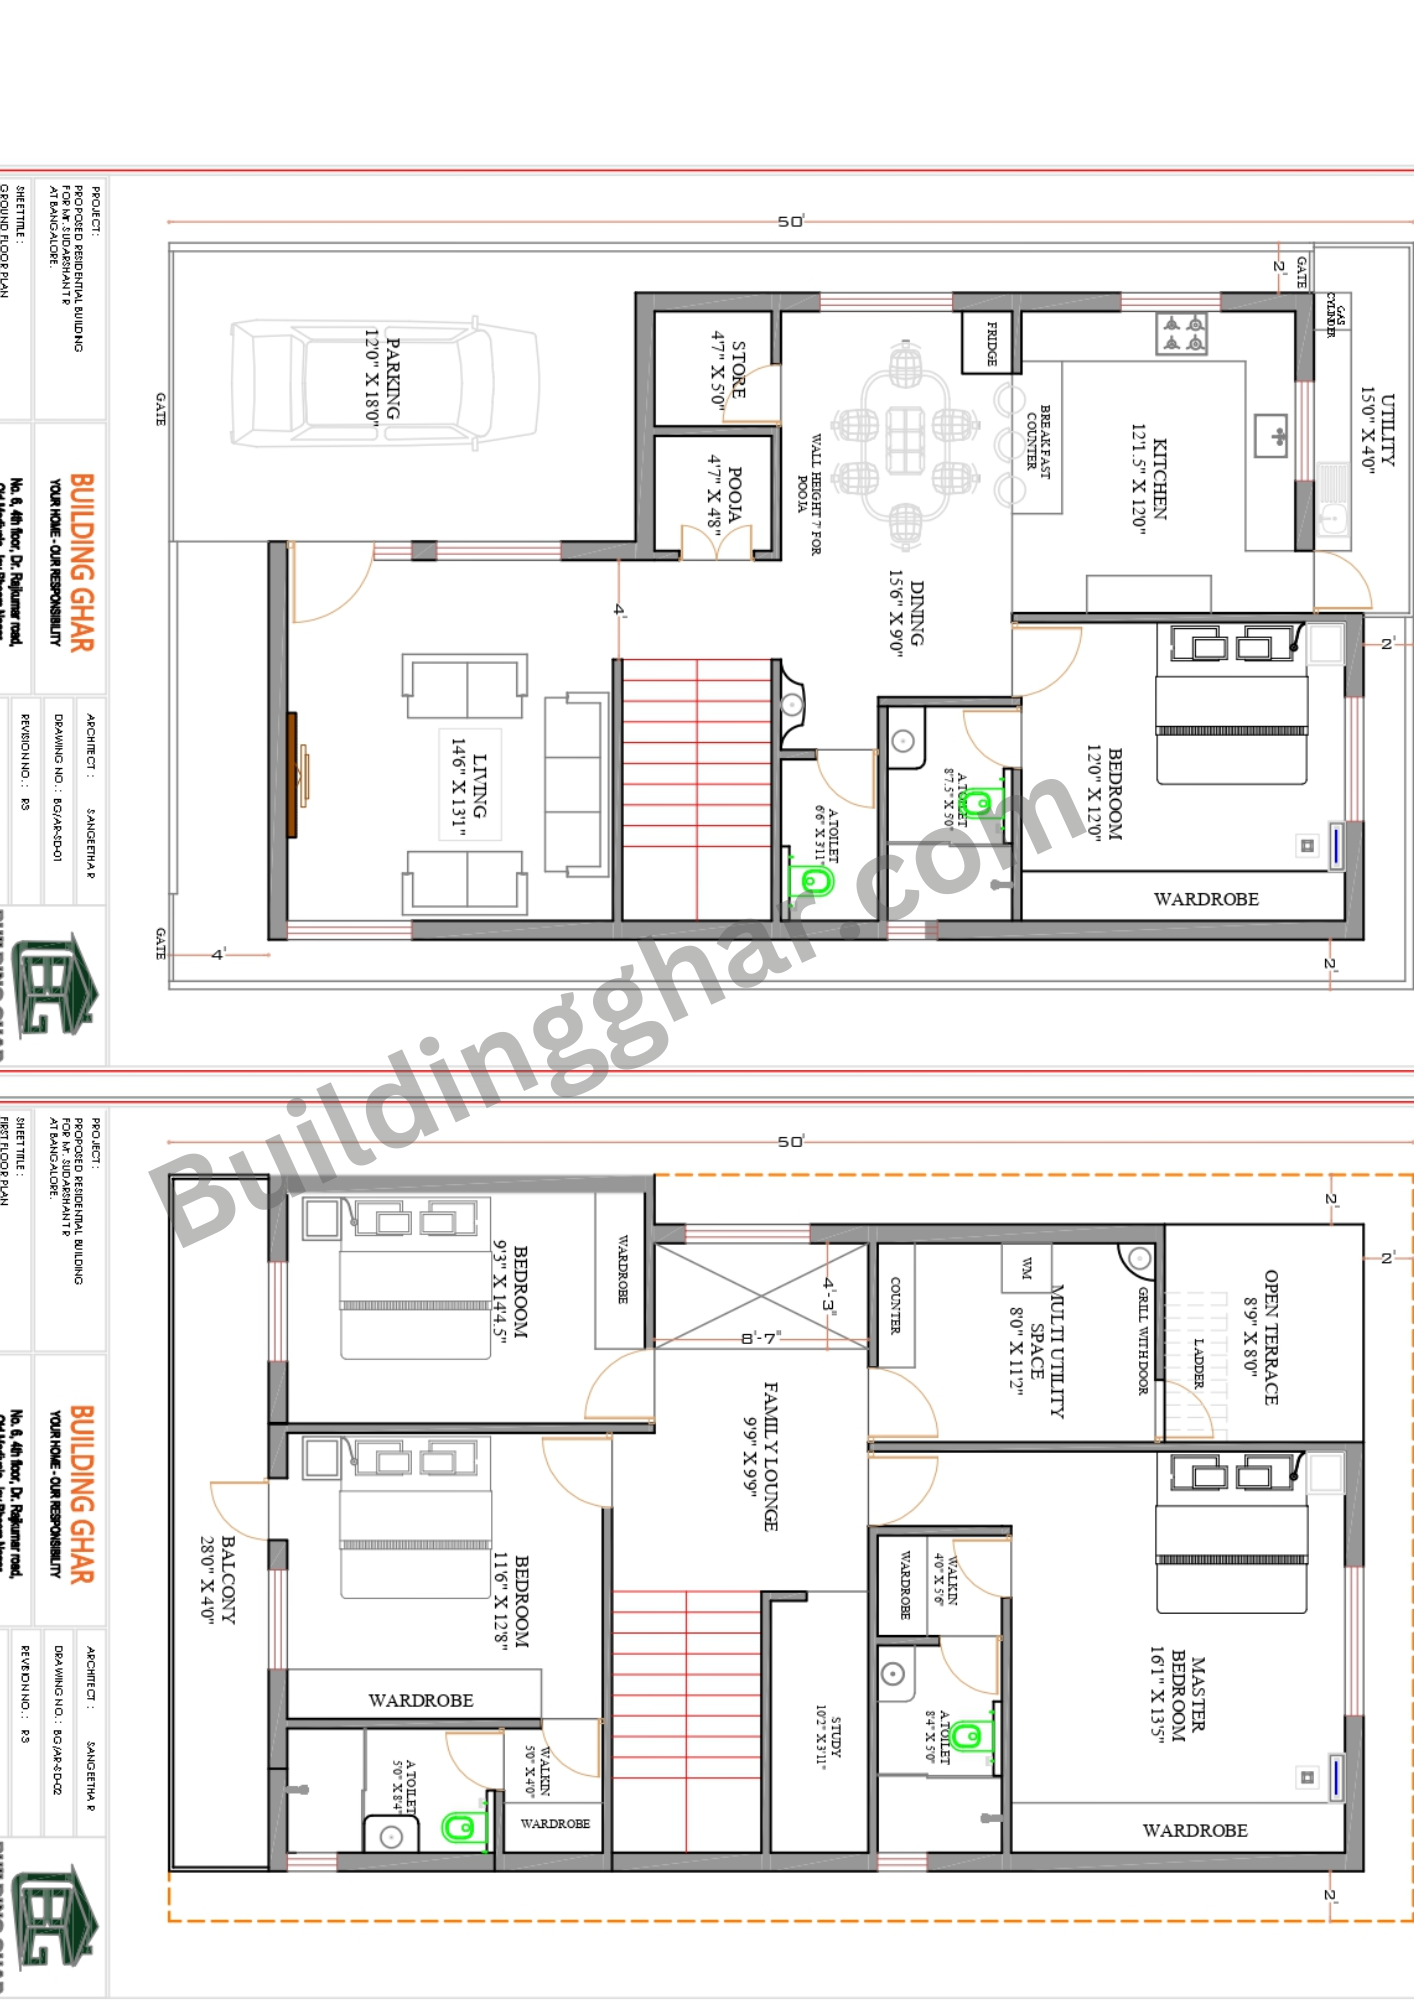 50'
2'
GATE
GAS
CYLINDER
UTILITY
15'0" X 4'0"
PARKING
12'0" X 18'0"
GATE
STORE
4'7" X 5'0"
POOJA
4'7" X 4'8"
WALL HEIGHT 7' FOR
POOJA
FRIDGE
BREAKFAST
COUNTER
KITCHEN
12'1.5" X 12'0"
DINING
15'6" X 9'0"
4'
2'
LIVING
14'6" X 13'1"
A.TOILET
6'6" X 3'11"
A.TOILET
8'7.5" X 5'0"
BEDROOM
12'0" X 12'0"
WARDROBE
GATE
4'
2'
PROJECT :
PROPOSED RESIDENTIAL BUILDING
FOR Mr. SUDARSHAN T R
AT BANGALORE.
SHEET TITLE :
GROUND FLOOR PLAN
BUILDING GHAR
YOUR HOME - OUR RESPONSIBILITY
No. 6, 4th floor, Dr. Rajkumar road,
ARCHITECT : SANGEETHA R
DRAWING NO. : BG/AR-SD-01
REVISION NO. : R3
Buildingghar.com
50'
2'
2'
BEDROOM
9'3" X 14'4.5"
WARDROBE
4'-3"
8'-7"
COUNTER
WM
MULTI UTILITY
SPACE
8'0" X 11'2"
GRILL WITH DOOR
LADDER
OPEN TERRACE
8'9" X 8'0"
FAMILY LOUNGE
9'9" X 9'9"
BALCONY
28'0" X 4'0"
BEDROOM
11'6" X 12'8"
WARDROBE
WARDROBE
WALKIN
4'0" X 5'6"
MASTER
BEDROOM
16'1" X 13'5"
A.TOILET
5'0" X 8'4"
WALKIN
5'0" X 4'0"
WARDROBE
STUDY
10'2" X 3'11"
A.TOILET
8'4" X 5'0"
WARDROBE
2'
PROJECT :
PROPOSED RESIDENTIAL BUILDING
FOR Mr. SUDARSHAN T R
AT BANGALORE.
SHEET TITLE :
FIRST FLOOR PLAN
BUILDING GHAR
YOUR HOME - OUR RESPONSIBILITY
No. 6, 4th floor, Dr. Rajkumar road,
ARCHITECT : SANGEETHA R
DRAWING NO. : BG/AR-SD-02
REVISION NO. : R3